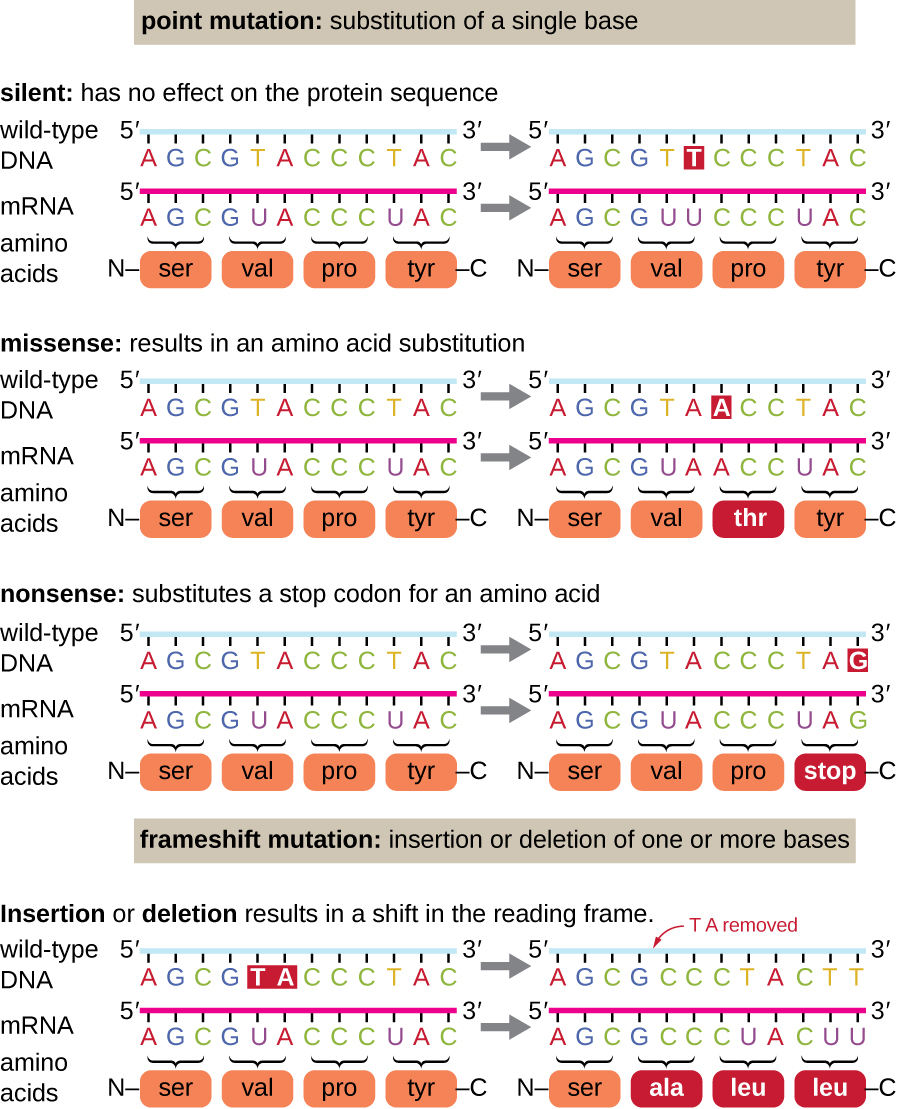 point mutation: substitution of a single base
silent: has no effect on the protein sequence
wild-type DNA 5′ 3′ 5′ 3′
A G C G T A C C C T A C A G C G T T C C C T A C
mRNA 5′ 3′ 5′ 3′
A G C G U A C C C U A C A G C G U U C C C U A C
amino acids N– ser val pro tyr –C N– ser val pro tyr –C
missense: results in an amino acid substitution
wild-type DNA 5′ 3′ 5′ 3′
A G C G T A C C C T A C A G C G T A A C C T A C
mRNA 5′ 3′ 5′ 3′
A G C G U A C C C U A C A G C G U A A C C U A C
amino acids N– ser val pro tyr –C N– ser val thr tyr –C
nonsense: substitutes a stop codon for an amino acid
wild-type DNA 5′ 3′ 5′ 3′
A G C G T A C C C T A C A G C G T A C C C T A G
mRNA 5′ 3′ 5′ 3′
A G C G U A C C C U A C A G C G U A C C C U A G
amino acids N– ser val pro tyr –C N– ser val pro stop –C
frameshift mutation: insertion or deletion of one or more bases
Insertion or deletion results in a shift in the reading frame.
T A removed
wild-type DNA 5′ 3′ 5′ 3′
A G C G T A C C C T A C A G C G C C C T A C T T
mRNA 5′ 3′ 5′ 3′
A G C G U A C C C U A C A G C G C C C U A C U U
amino acids N– ser val pro tyr –C N– ser ala leu leu –C